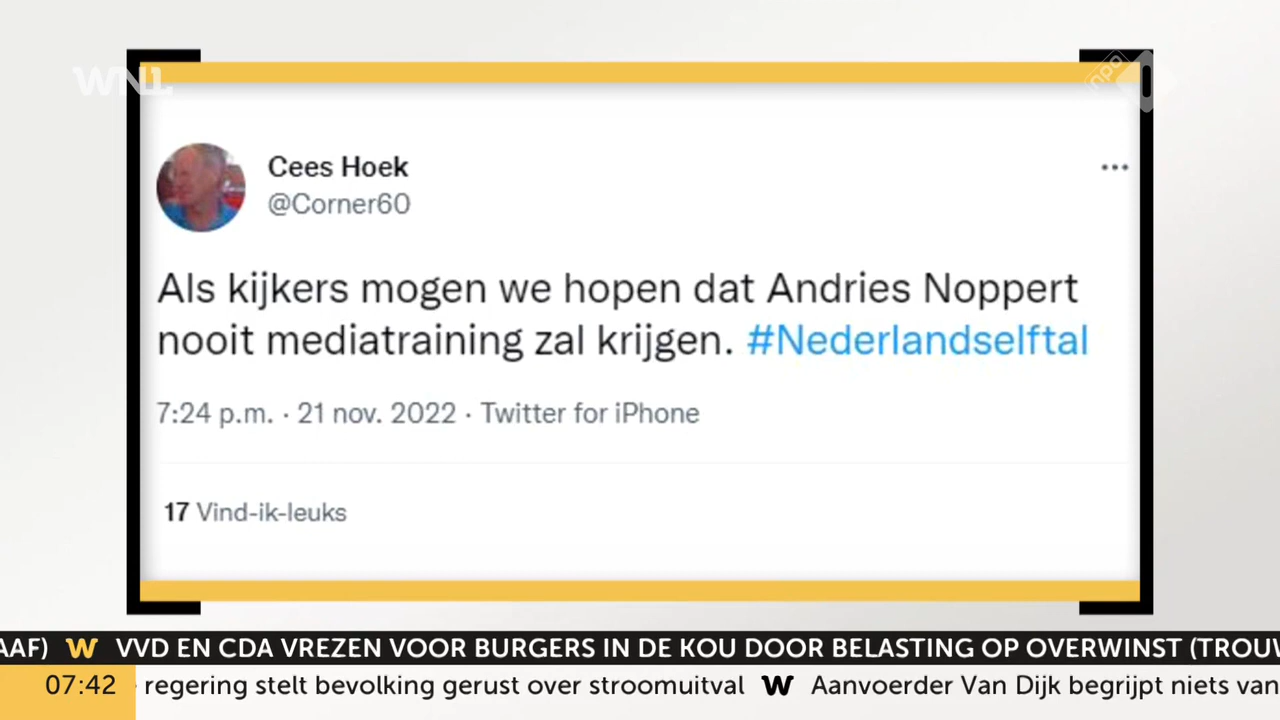 WNL
npo 1
Cees Hoek
@Corner60
Als kijkers mogen we hopen dat Andries Noppert
nooit mediatraining zal krijgen. #Nederlandselftal
7:24 p.m. · 21 nov. 2022 · Twitter for iPhone
17 Vind-ik-leuks
AAF) W VVD EN CDA VREZEN VOOR BURGERS IN DE KOU DOOR BELASTING OP OVERWINST (TROUW
07:42 regering stelt bevolking gerust over stroomuitval W Aanvoerder Van Dijk begrijpt niets van